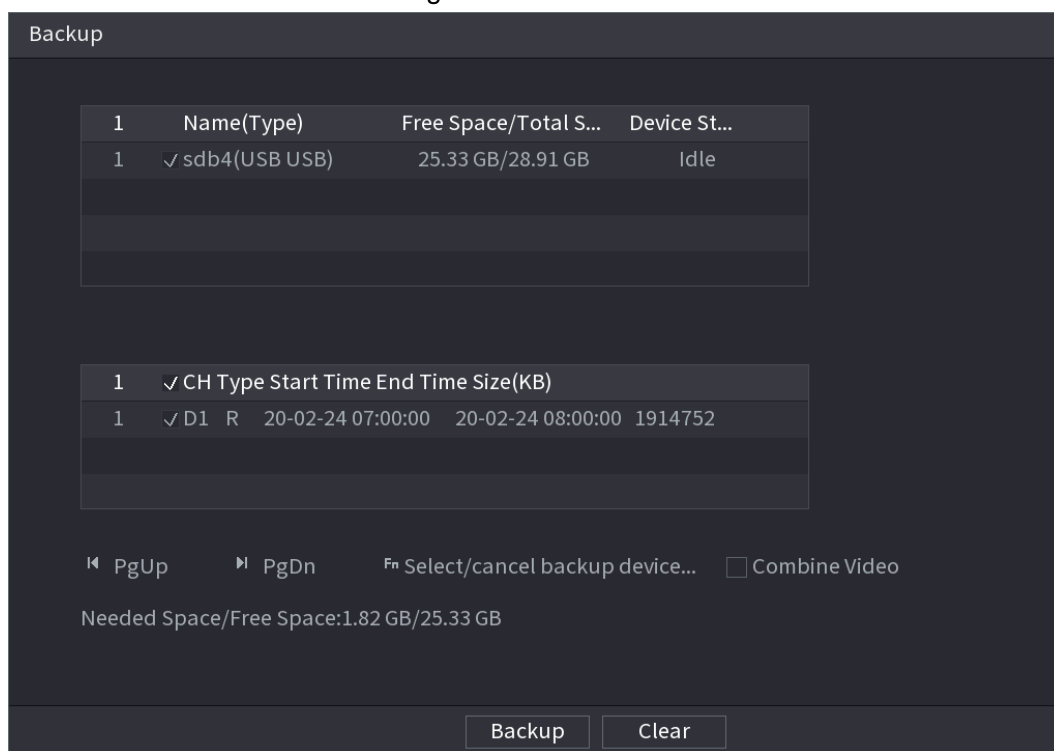 Backup
1 Name(Type) Free Space/Total S... Device St...
1 sdb4(USB USB) 25.33 GB/28.91 GB Idle
1 CH Type Start Time End Time Size(KB)
1 D1 R 20-02-24 07:00:00 20-02-24 08:00:00 1914752
PgUp PgDn Fn Select/cancel backup device... Combine Video
Needed Space/Free Space:1.82 GB/25.33 GB
Backup Clear